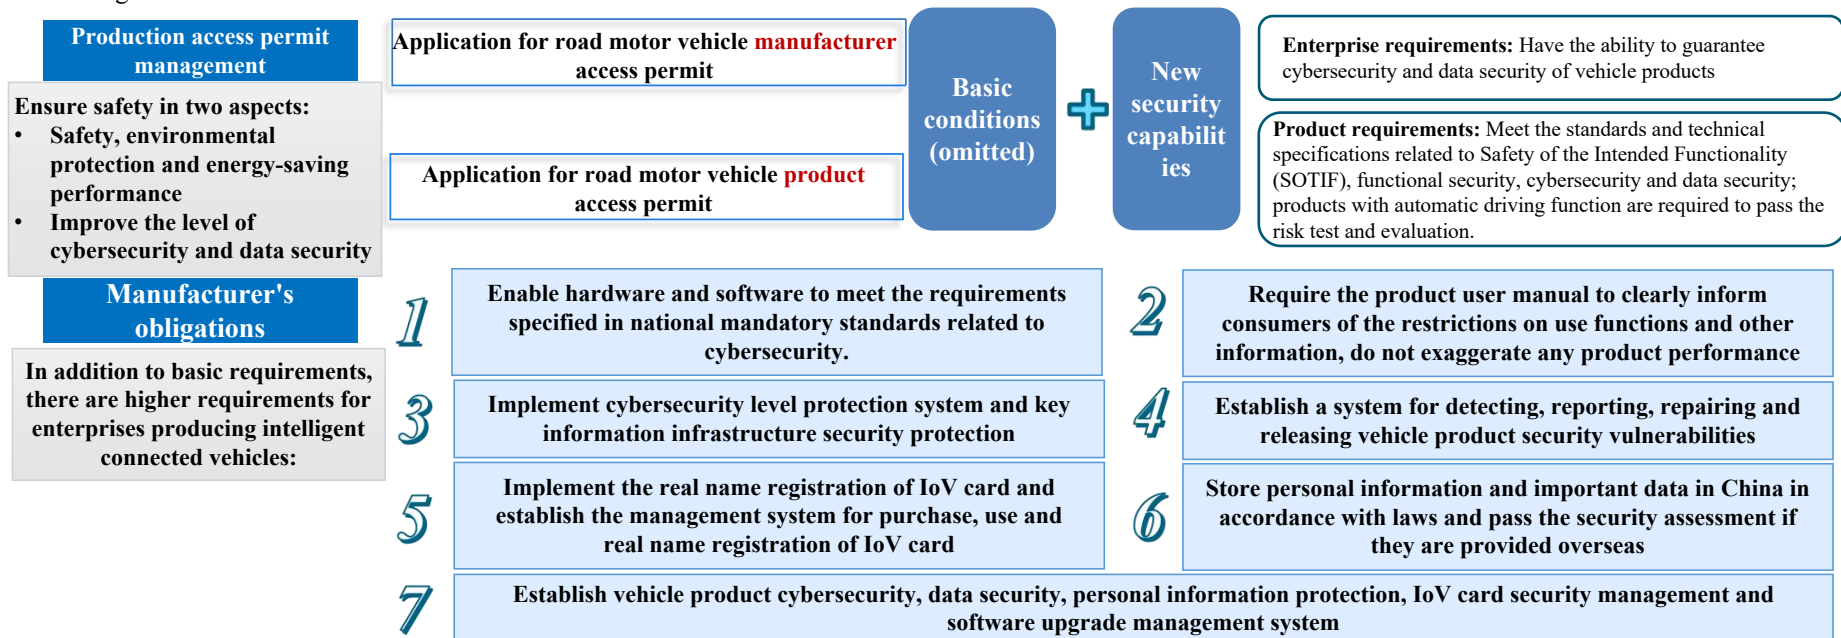 Production access permit
management
Ensure safety in two aspects:
• Safety, environmental
protection and energy-saving
performance
• Improve the level of
cybersecurity and data security
Application for road motor vehicle manufacturer
access permit
Application for road motor vehicle product
access permit
Basic
conditions
(omitted)
New
security
capabilit
ies
Enterprise requirements: Have the ability to guarantee
cybersecurity and data security of vehicle products
Product requirements: Meet the standards and technical
specifications related to Safety of the Intended Functionality
(SOTIF), functional security, cybersecurity and data security;
products with automatic driving function are required to pass the
risk test and evaluation.
Manufacturer's
obligations
In addition to basic requirements,
there are higher requirements for
enterprises producing intelligent
connected vehicles:
1
Enable hardware and software to meet the requirements
specified in national mandatory standards related to
cybersecurity.
2
Require the product user manual to clearly inform
consumers of the restrictions on use functions and other
information, do not exaggerate any product performance
3
Implement cybersecurity level protection system and key
information infrastructure security protection
4
Establish a system for detecting, reporting, repairing and
releasing vehicle product security vulnerabilities
5
Implement the real name registration of IoV card and
establish the management system for purchase, use and
real name registration of IoV card
6
Store personal information and important data in China in
accordance with laws and pass the security assessment if
they are provided overseas
7
Establish vehicle product cybersecurity, data security, personal information protection, IoV card security management and
software upgrade management system